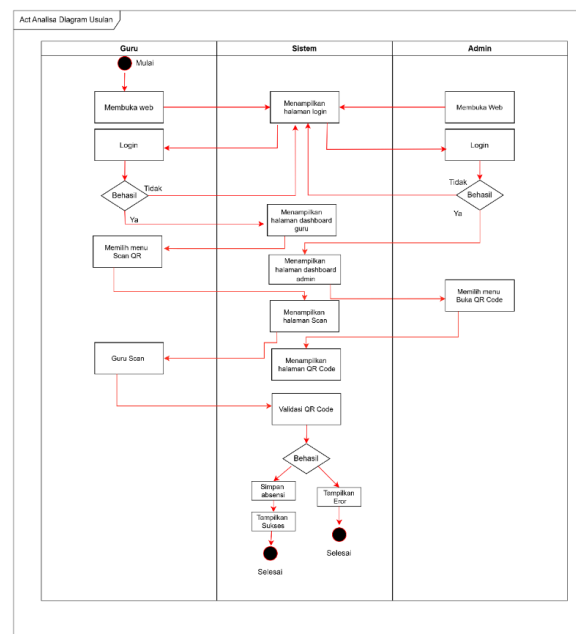 Act Analisa Diagram Usulan
Guru
Sistem
Admin
Mulai
Membuka web
Menampilkan
halaman login
Membuka Web
Login
Login
Behasil
Tidak
Ya
Tidak
Behasil
Ya
Menampilkan
halaman dashboard
guru
Memilih menu
Scan QR
Menampilkan
halaman dashboard
admin
Memilih menu
Buka QR Code
Menampilkan
halaman Scan
Guru Scan
Menampilkan
halaman QR Code
Validasi QR Code
Behasil
Simpan
absensi
Tampilkan
Eror
Tampilkan
Sukses
Selesai
Selesai